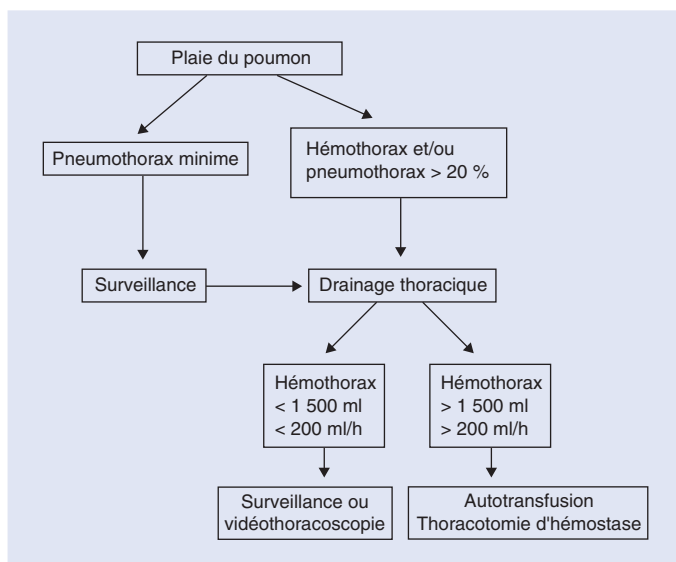 Plaie du poumon
Pneumothorax minime
Hémothorax et/ou
pneumothorax > 20 %
Surveillance
Drainage thoracique
Hémothorax
< 1 500 ml
< 200 ml/h
Hémothorax
> 1 500 ml
> 200 ml/h
Surveillance ou
vidéothoracoscopie
Autotransfusion
Thoracotomie d'hémostase